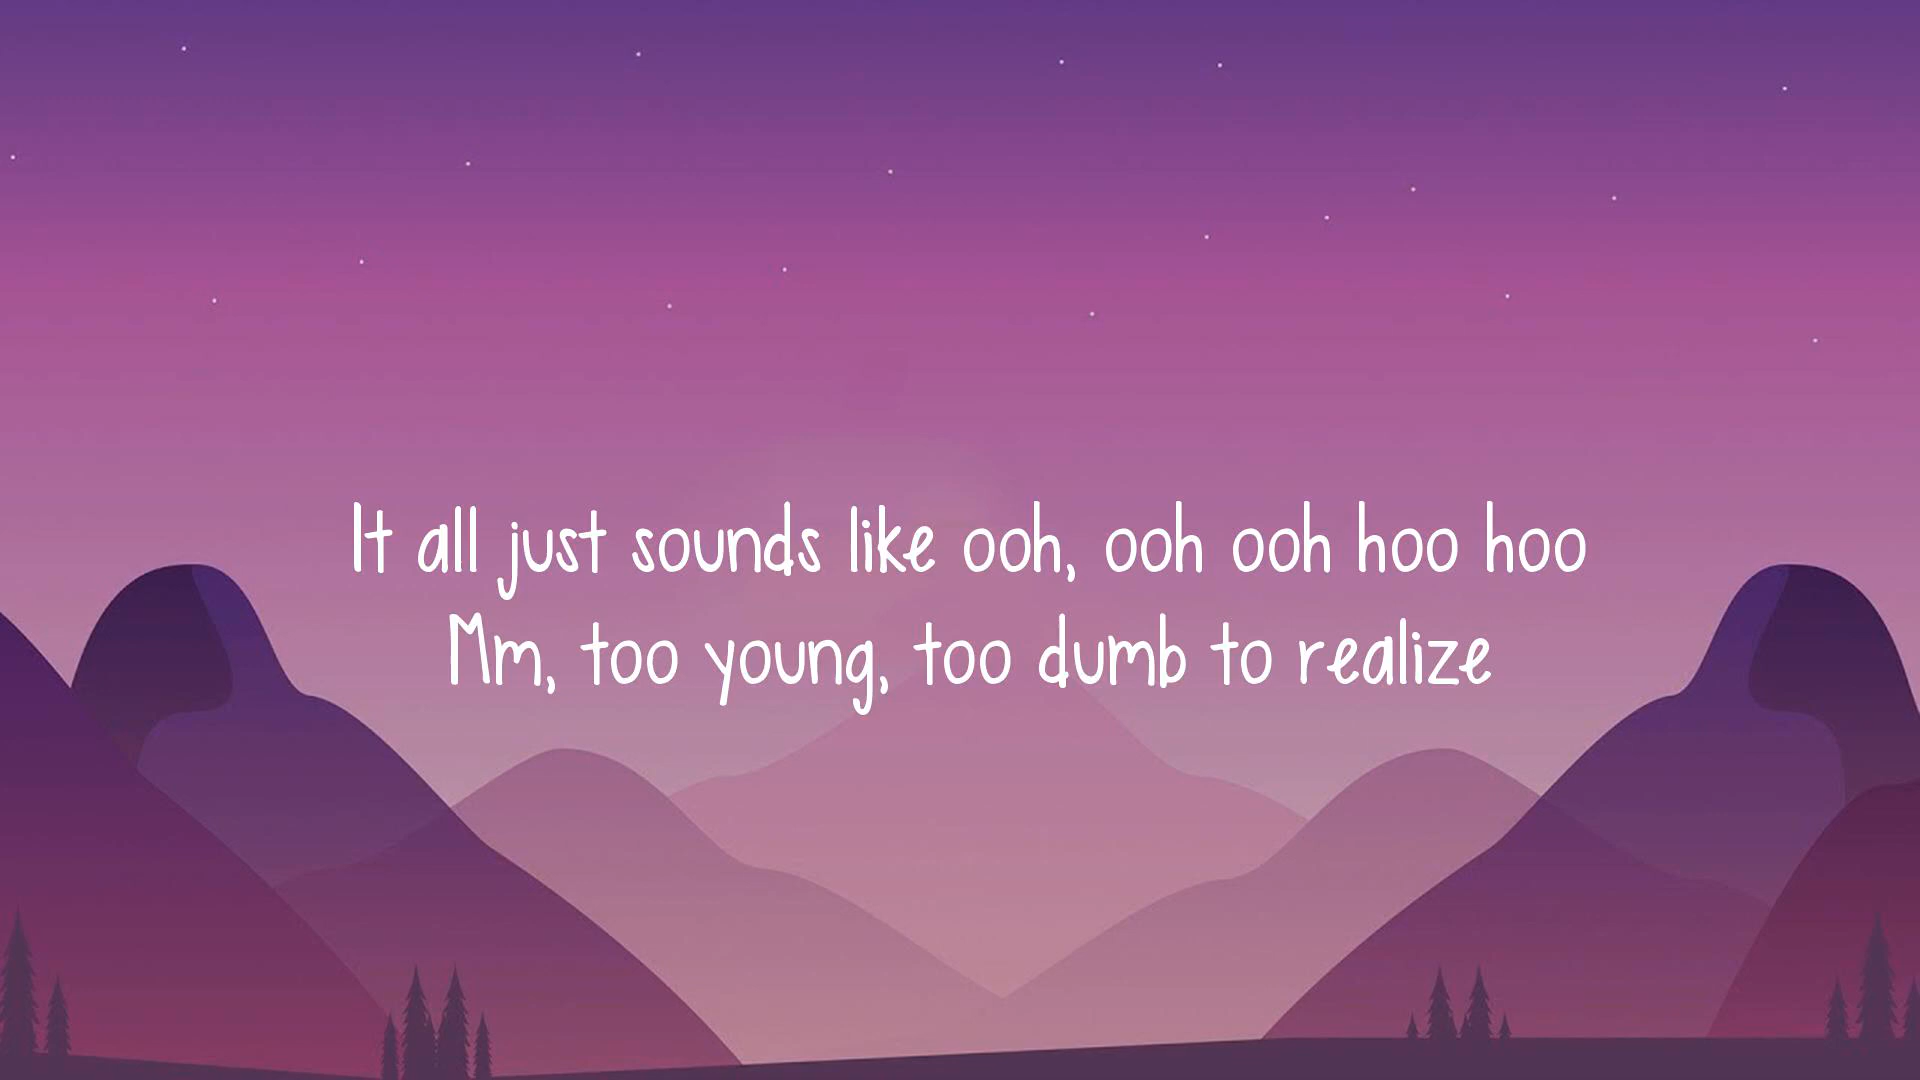 It all just sounds like ooh, ooh ooh hoo hoo
Mm, too young, too dumb to realize